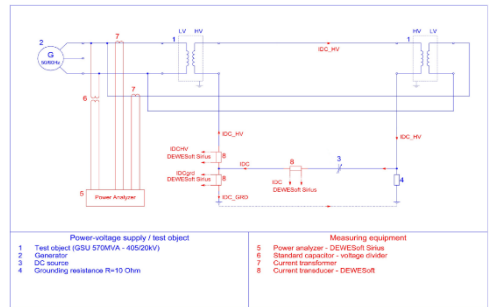 LV HV
HV LV
2
7
1
1
G
50/60Hz
IDC_HV
7
6
IDC_HV
IDC_HV
IDCHV
DEWESoft Sirius
8
IDC
8
3
IDCgrd
DEWESoft Sirius
8
IDC
DEWESoft Sirius
4
5
Power Analyzer
IDC_GRD
Power-voltage supply / test object
1 Test object (GSU 570MVA - 405/20kV)
2 Generator
3 DC source
4 Grounding resistance R=10 Ohm
Measuring equipment
5 Power analyzer - DEWESoft Sirius
6 Standard capacitor - voltage divider
7 Current transformer
8 Current transducer - DEWESoft